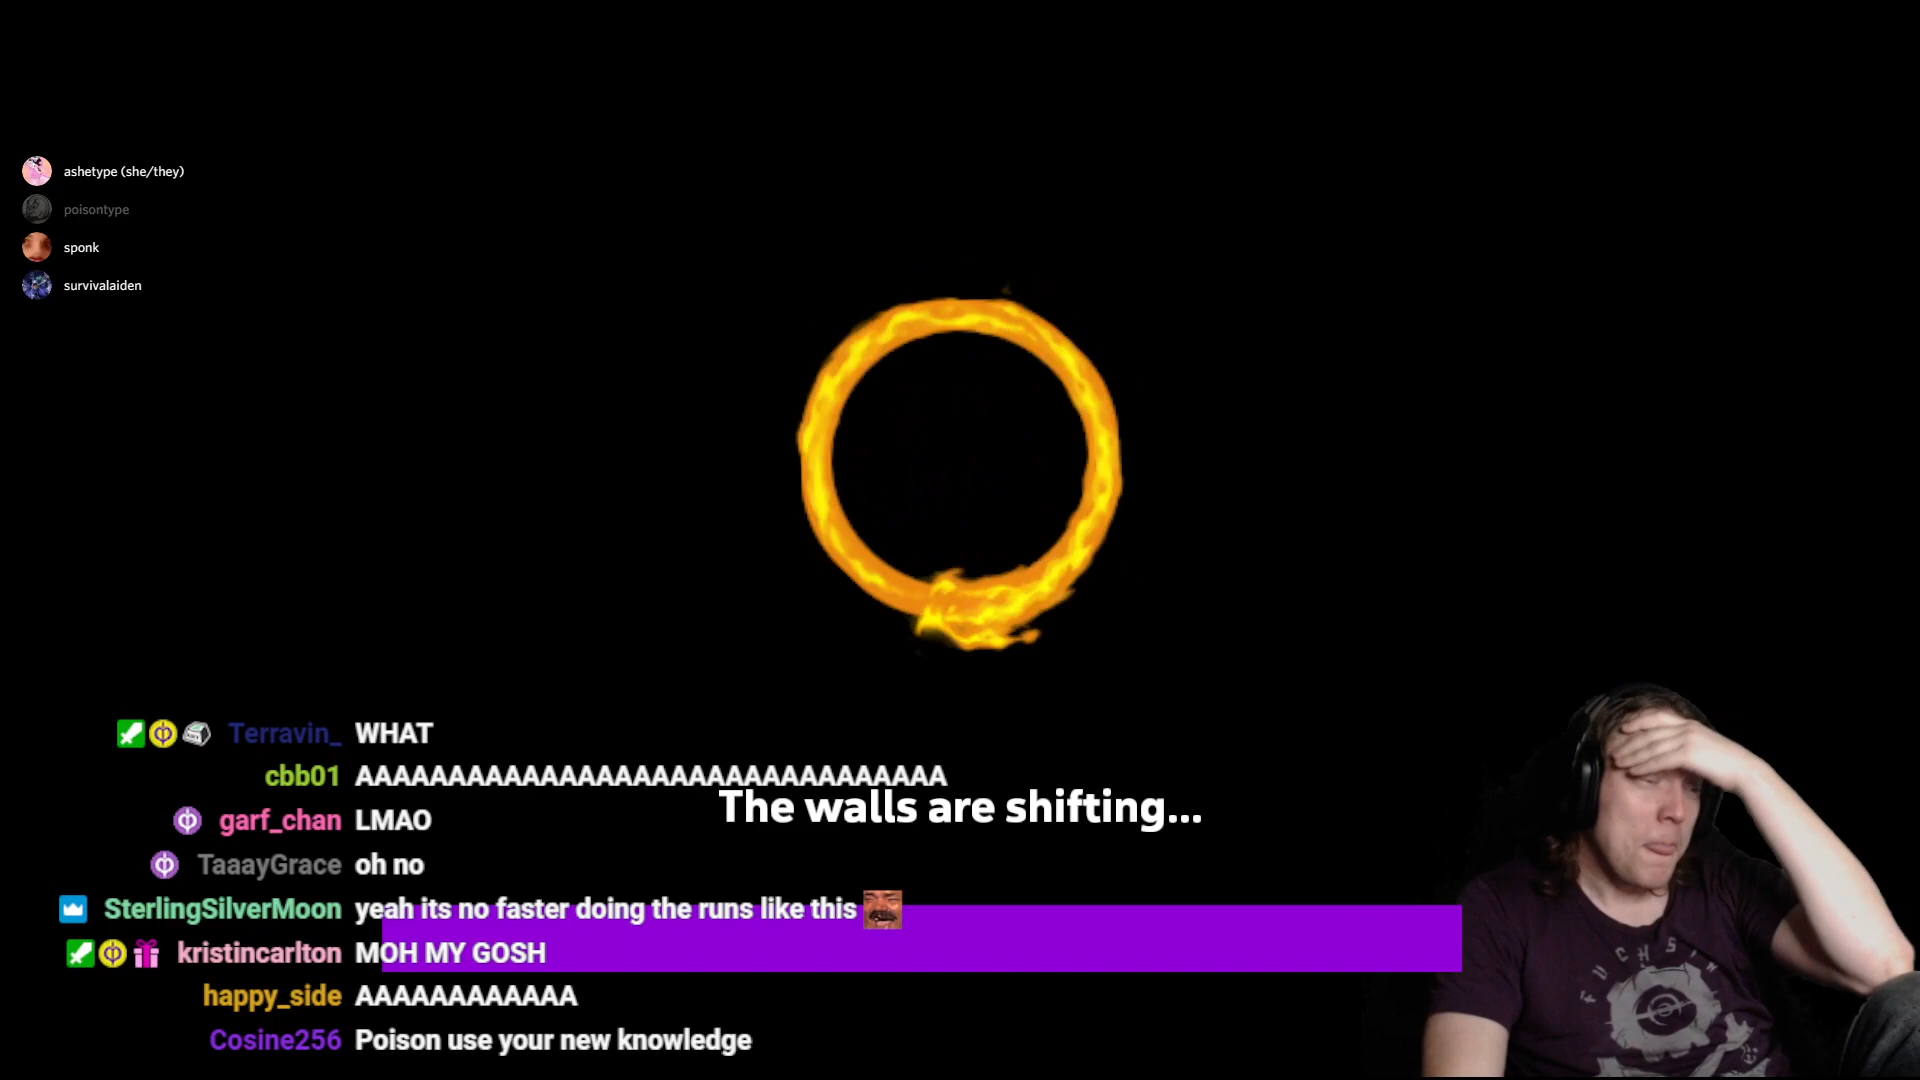 ashetype (she/they)
poisontype
sponk
survivalaiden
Terravin_ WHAT
cbb01 AAAAAAAAAAAAAAAAAAAAAAAAAAAAAAAA
The walls are shifting...
garf_chan LMAO
TaaayGrace oh no
SterlingSilverMoon yeah its no faster doing the runs like this
kristincarlton MOH MY GOSH
happy_side AAAAAAAAAAAA
Cosine256 Poison use your new knowledge